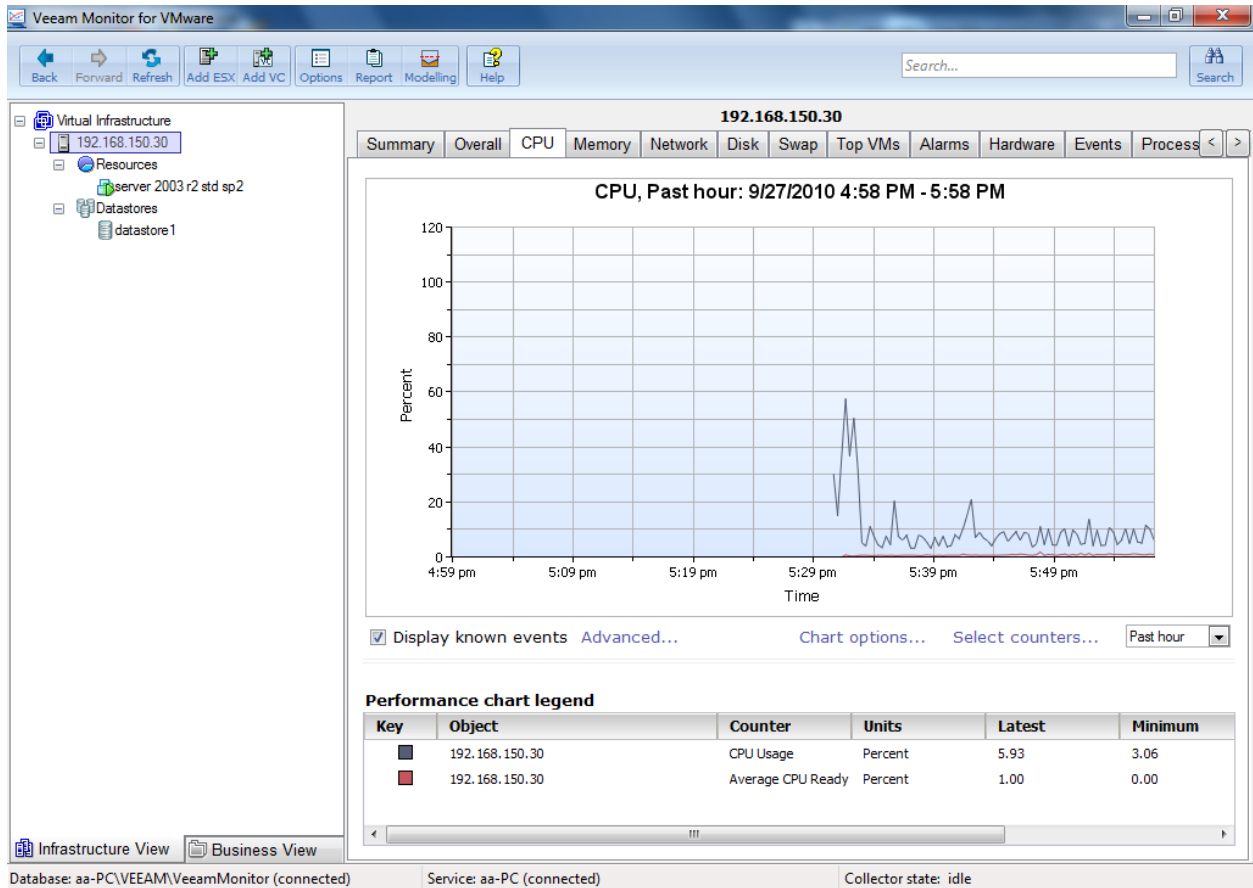 Veeam Monitor for VMware
Back Forward Refresh Add ESX Add VC Options Report Modelling Help
Search...
Search
Virtual Infrastructure
192.168.150.30
Resources
server 2003 r2 std sp2
Datastores
datastore1
192.168.150.30
Summary Overall CPU Memory Network Disk Swap Top VMs Alarms Hardware Events Process < >
CPU, Past hour: 9/27/2010 4:58 PM - 5:58 PM
120
100
80
60
40
20
0
Percent
4:59 pm 5:09 pm 5:19 pm 5:29 pm 5:39 pm 5:49 pm
Time
Display known events Advanced... Chart options... Select counters... Past hour
Performance chart legend
Key Object Counter Units Latest Minimum
192.168.150.30 CPU Usage Percent 5.93 3.06
192.168.150.30 Average CPU Ready Percent 1.00 0.00
Infrastructure View Business View
Database: aa-PC\VEEAM\VeeamMonitor (connected) Service: aa-PC (connected) Collector state: idle